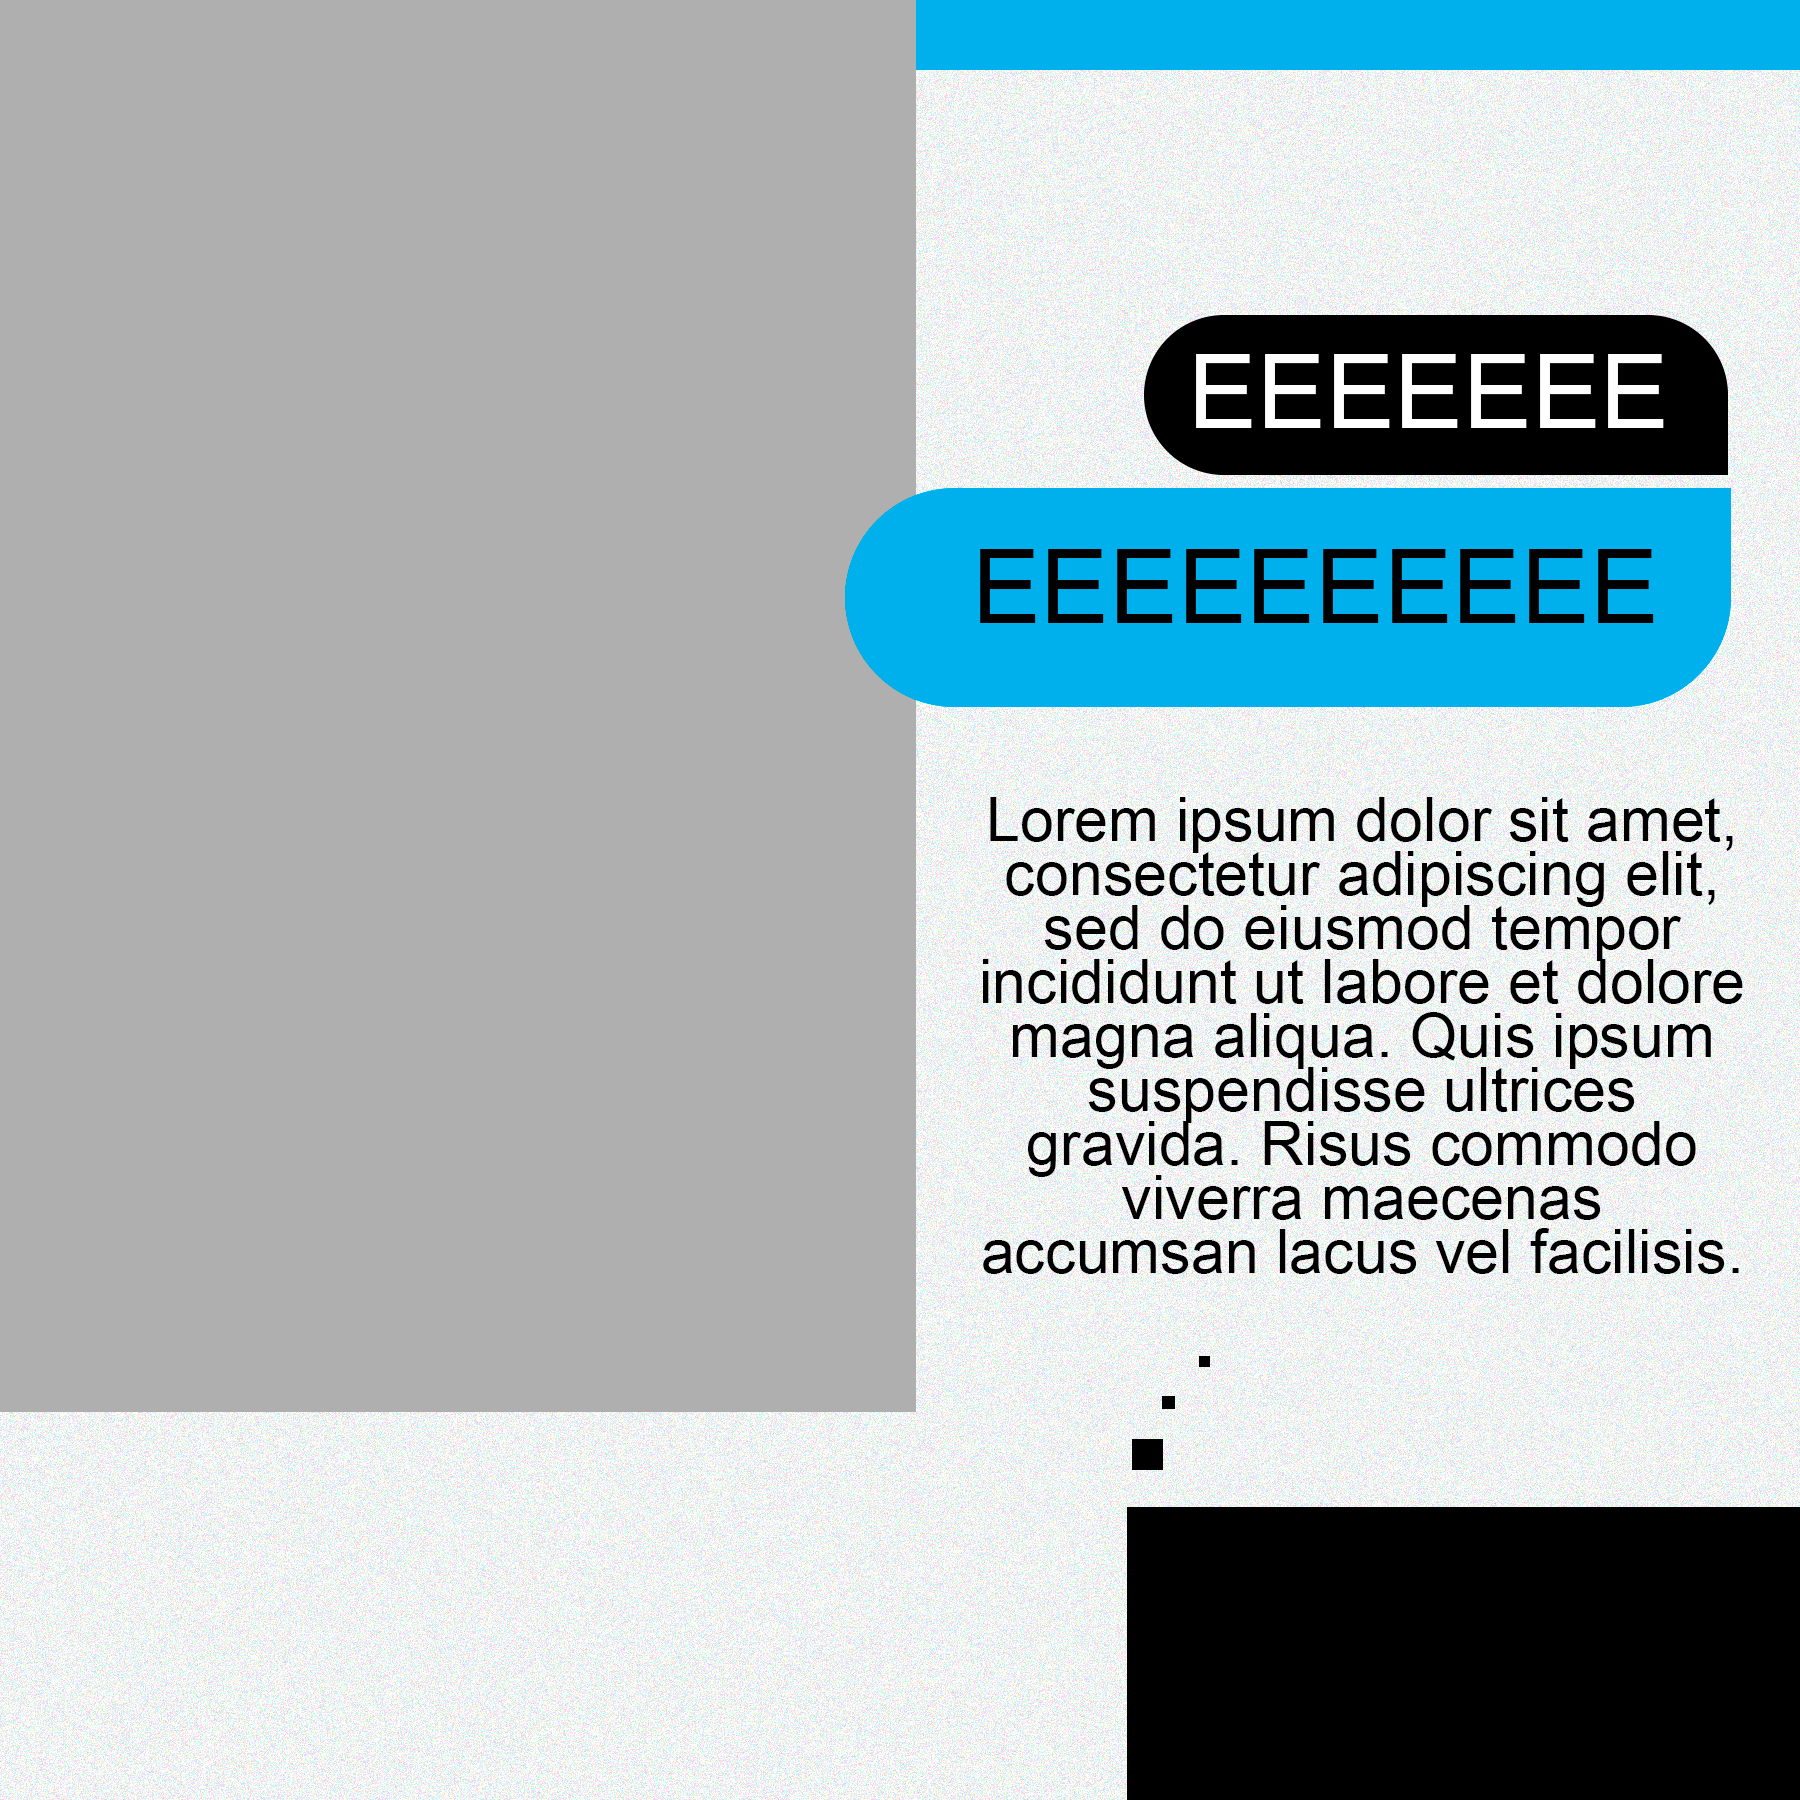 EEEEEEE
EEEEEEEEEE
Lorem ipsum dolor sit amet,
consectetur adipiscing elit,
sed do eiusmod tempor
incididunt ut labore et dolore
magna aliqua. Quis ipsum
suspendisse ultrices
gravida. Risus commodo
viverra maecenas
accumsan lacus vel facilisis.